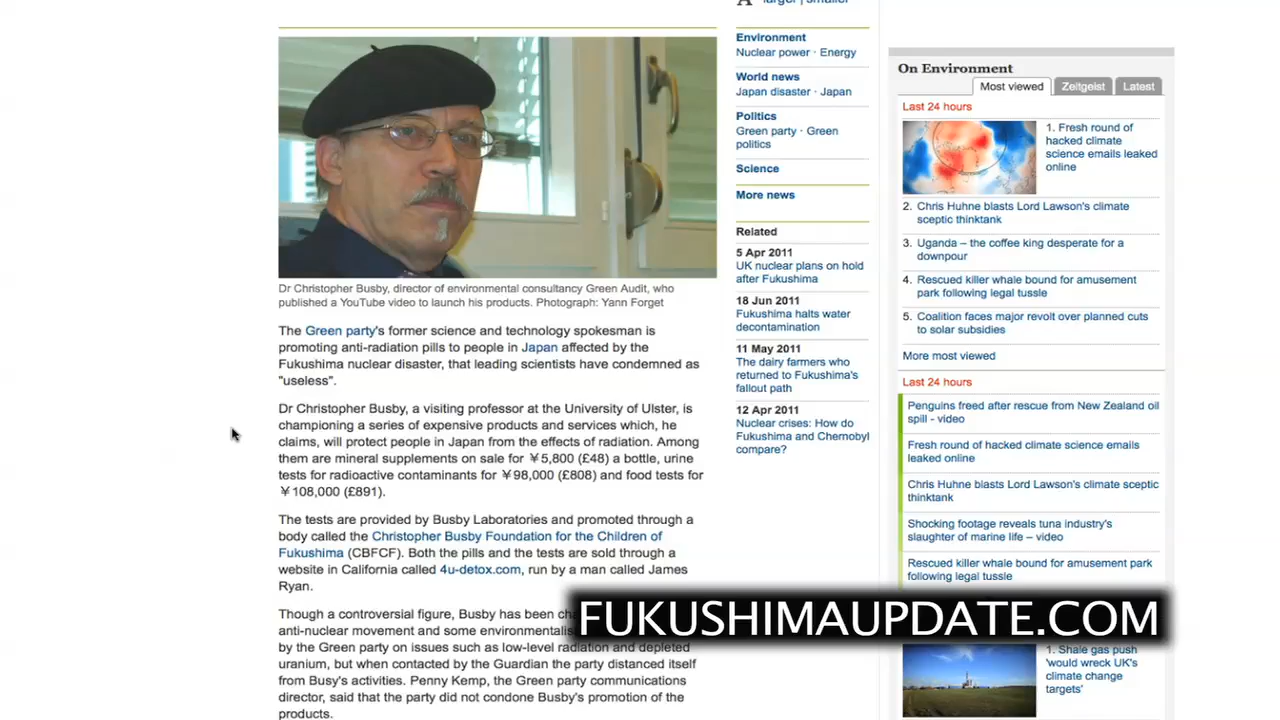 larger | smaller
Dr Christopher Busby, director of environmental consultancy Green Audit, who
published a YouTube video to launch his products. Photograph: Yann Forget
The Green party's former science and technology spokesman is
promoting anti-radiation pills to people in Japan affected by the
Fukushima nuclear disaster, that leading scientists have condemned as
"useless".
Dr Christopher Busby, a visiting professor at the University of Ulster, is
championing a series of expensive products and services which, he
claims, will protect people in Japan from the effects of radiation. Among
them are mineral supplements on sale for ¥5,800 (£48) a bottle, urine
tests for radioactive contaminants for ¥98,000 (£808) and food tests for
¥108,000 (£891).
The tests are provided by Busby Laboratories and promoted through a
body called the Christopher Busby Foundation for the Children of
Fukushima (CBFCF). Both the pills and the tests are sold through a
website in California called 4u-detox.com, run by a man called James
Ryan.
Though a controversial figure, Busby has been
anti-nuclear movement and some
by the Green party on issues such as low-level radiation and depleted
uranium, but when contacted by the Guardian the party distanced itself
from Busy's activities. Penny Kemp, the Green party communications
director, said that the party did not condone Busby's promotion of the
products.
Environment
Nuclear power · Energy
World news
Japan disaster · Japan
Politics
Green party · Green
politics
Science
More news
Related
5 Apr 2011
UK nuclear plans on hold
after Fukushima
18 Jun 2011
Fukushima halts water
decontamination
11 May 2011
The dairy farmers who
returned to Fukushima's
fallout path
12 Apr 2011
Nuclear crises: How do
Fukushima and Chernobyl
compare?
On Environment
Most viewed
Zeitgeist
Latest
Last 24 hours
1. Fresh round of
hacked climate
science emails leaked
online
2. Chris Huhne blasts Lord Lawson's climate
sceptic thinktank
3. Uganda – the coffee king desperate for a
downpour
4. Rescued killer whale bound for amusement
park following legal tussle
5. Coalition faces major revolt over planned cuts
to solar subsidies
More most viewed
Last 24 hours
Penguins freed after rescue from New Zealand oil
spill - video
Fresh round of hacked climate science emails
leaked online
Chris Huhne blasts Lord Lawson's climate sceptic
thinktank
Shocking footage reveals tuna industry's
slaughter of marine life – video
Rescued killer whale bound for amusement park
following legal tussle
FUKUSHIMAUPDATE.COM
1. Shale gas push
'would wreck UK's
climate change
targets'